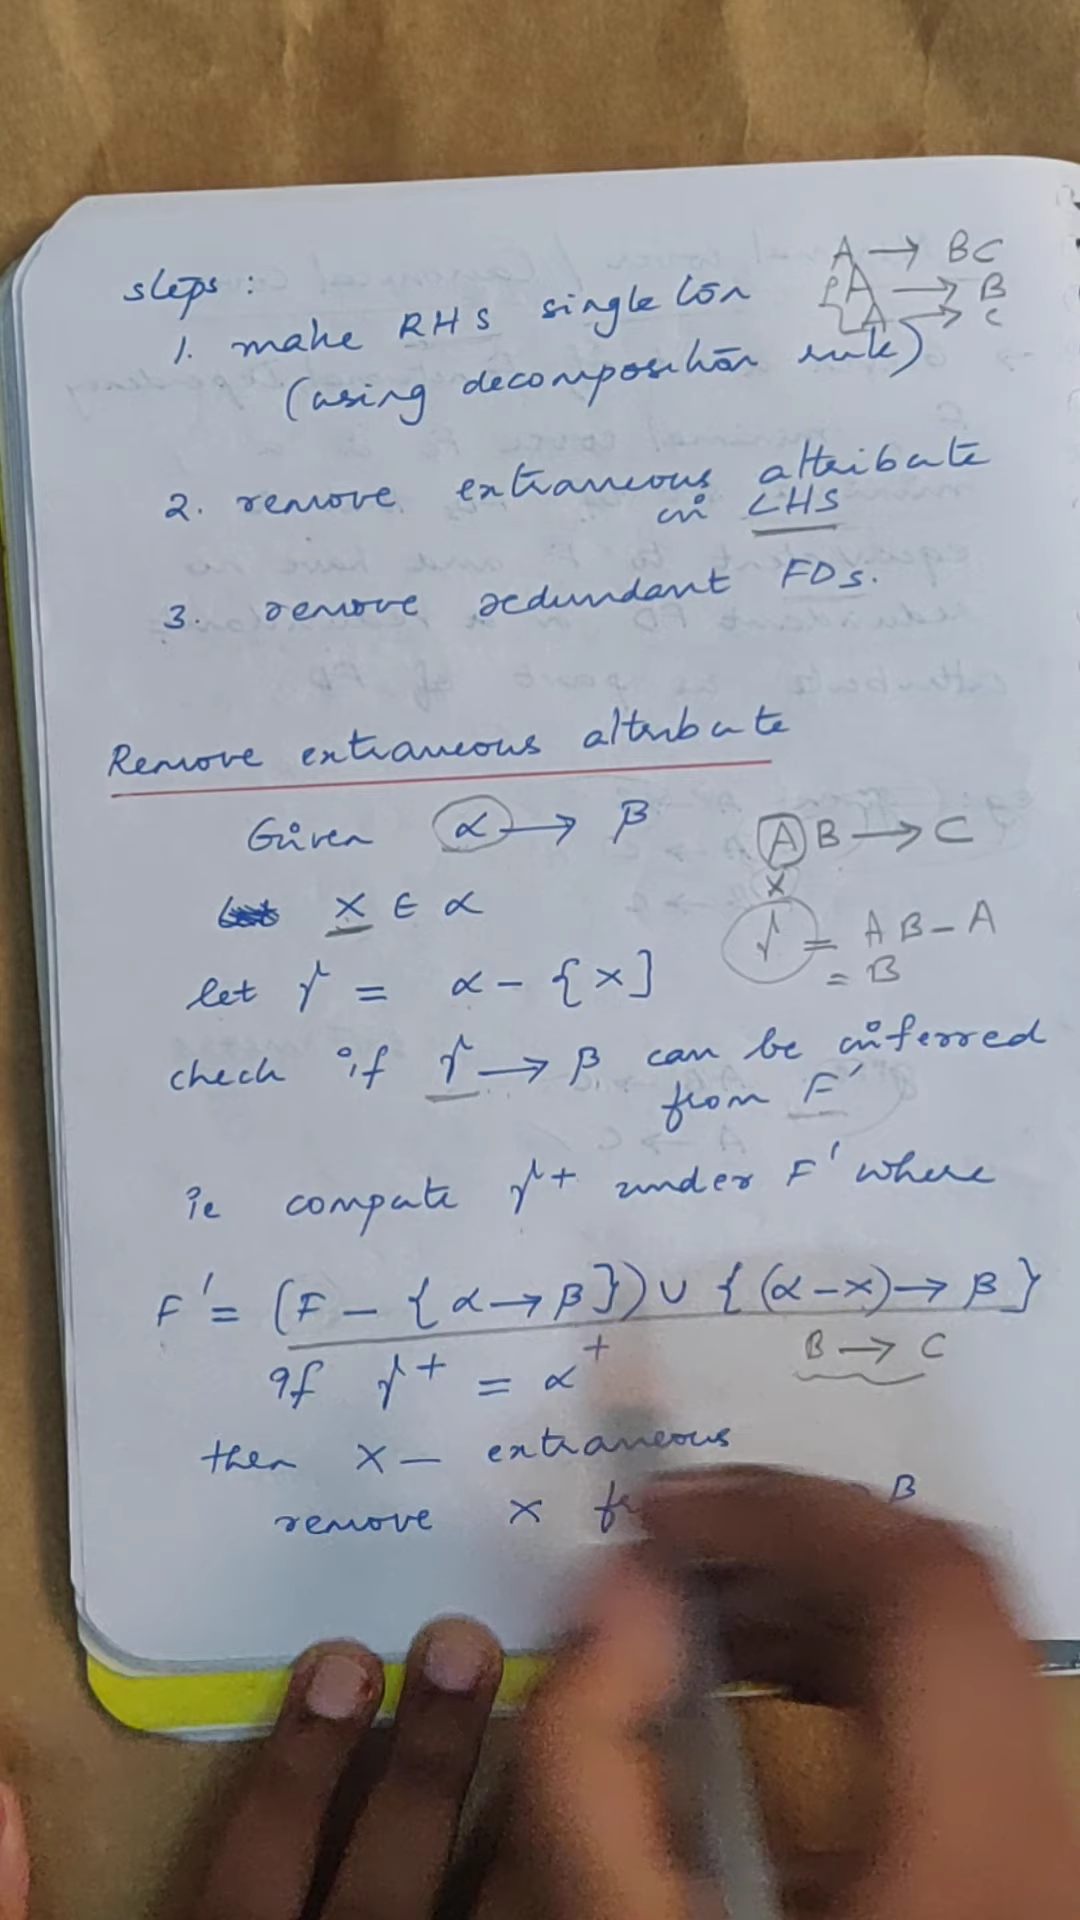 steps :
A → BC
1. make RHS singleton
A → B
A → C
(using decomposition rule)
2. remove extraneous attribute
in LHS
3. remove redundant FDs.
Remove extraneous attribute
Given α → β
AB → C
x
x ∈ α
γ = AB - A
= B
let γ = α - {x}
check if γ → β can be inferred
from F'
ie compute γ+ under F' where
F' = (F - {α → β}) ∪ {(α - x) → β}
B → C
If γ+ = α+
then x - extraneous
remove x β